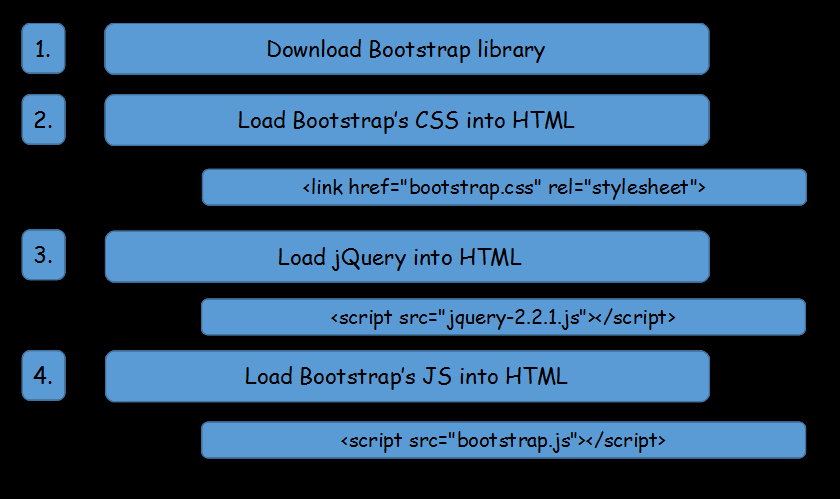 1. Download Bootstrap library
2. Load Bootstrap's CSS into HTML
<link href="bootstrap.css" rel="stylesheet">
3. Load jQuery into HTML
<script src="jquery-2.2.1.js"></script>
4. Load Bootstrap's JS into HTML
<script src="bootstrap.js"></script>